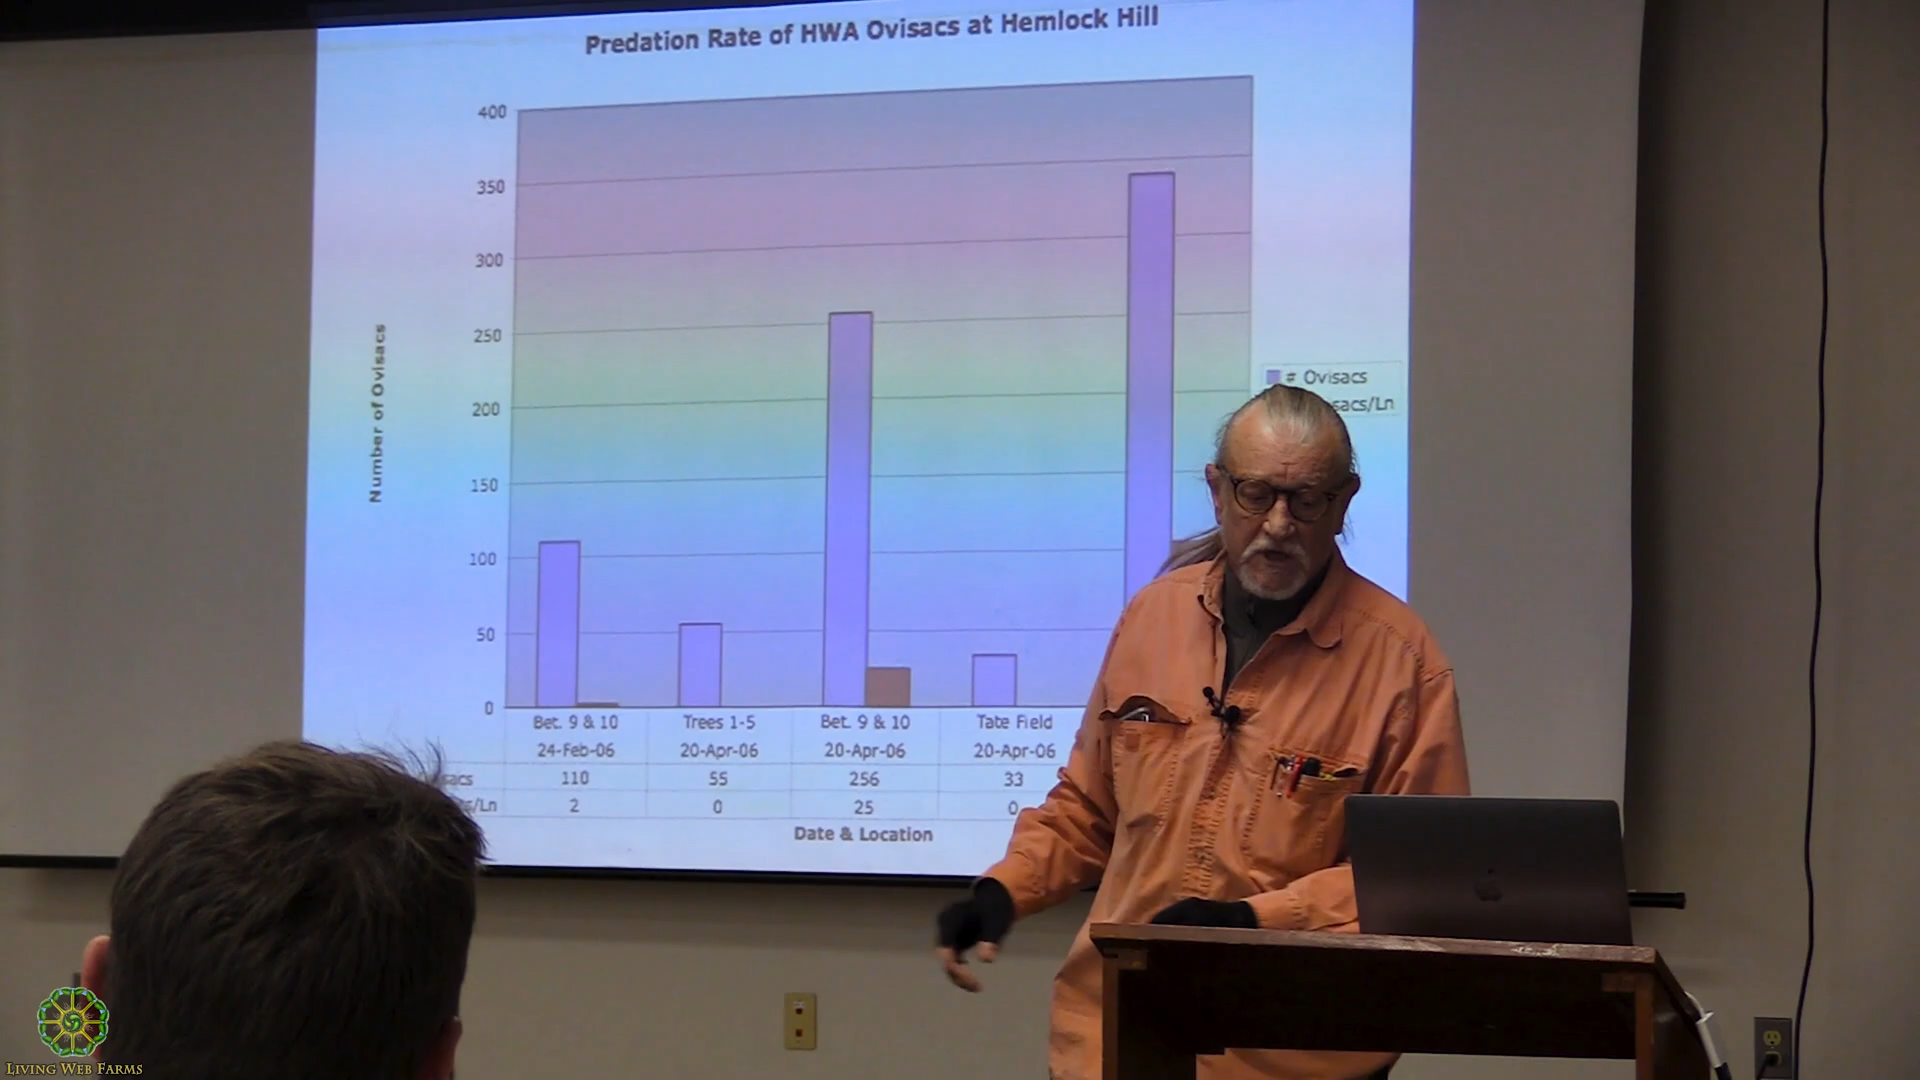 Predation Rate of HWA Ovisacs at Hemlock Hill
400
350
300
250
200
150
100
50
0
Number of Ovisacs
# Ovisacs
sacs/Ln
Bet. 9 & 10 Trees 1-5 Bet. 9 & 10 Tate Field
24-Feb-06 20-Apr-06 20-Apr-06 20-Apr-06
sacs 110 55 256 33
s/Ln 2 0 25 0
Date & Location
LIVING WEB FARMS